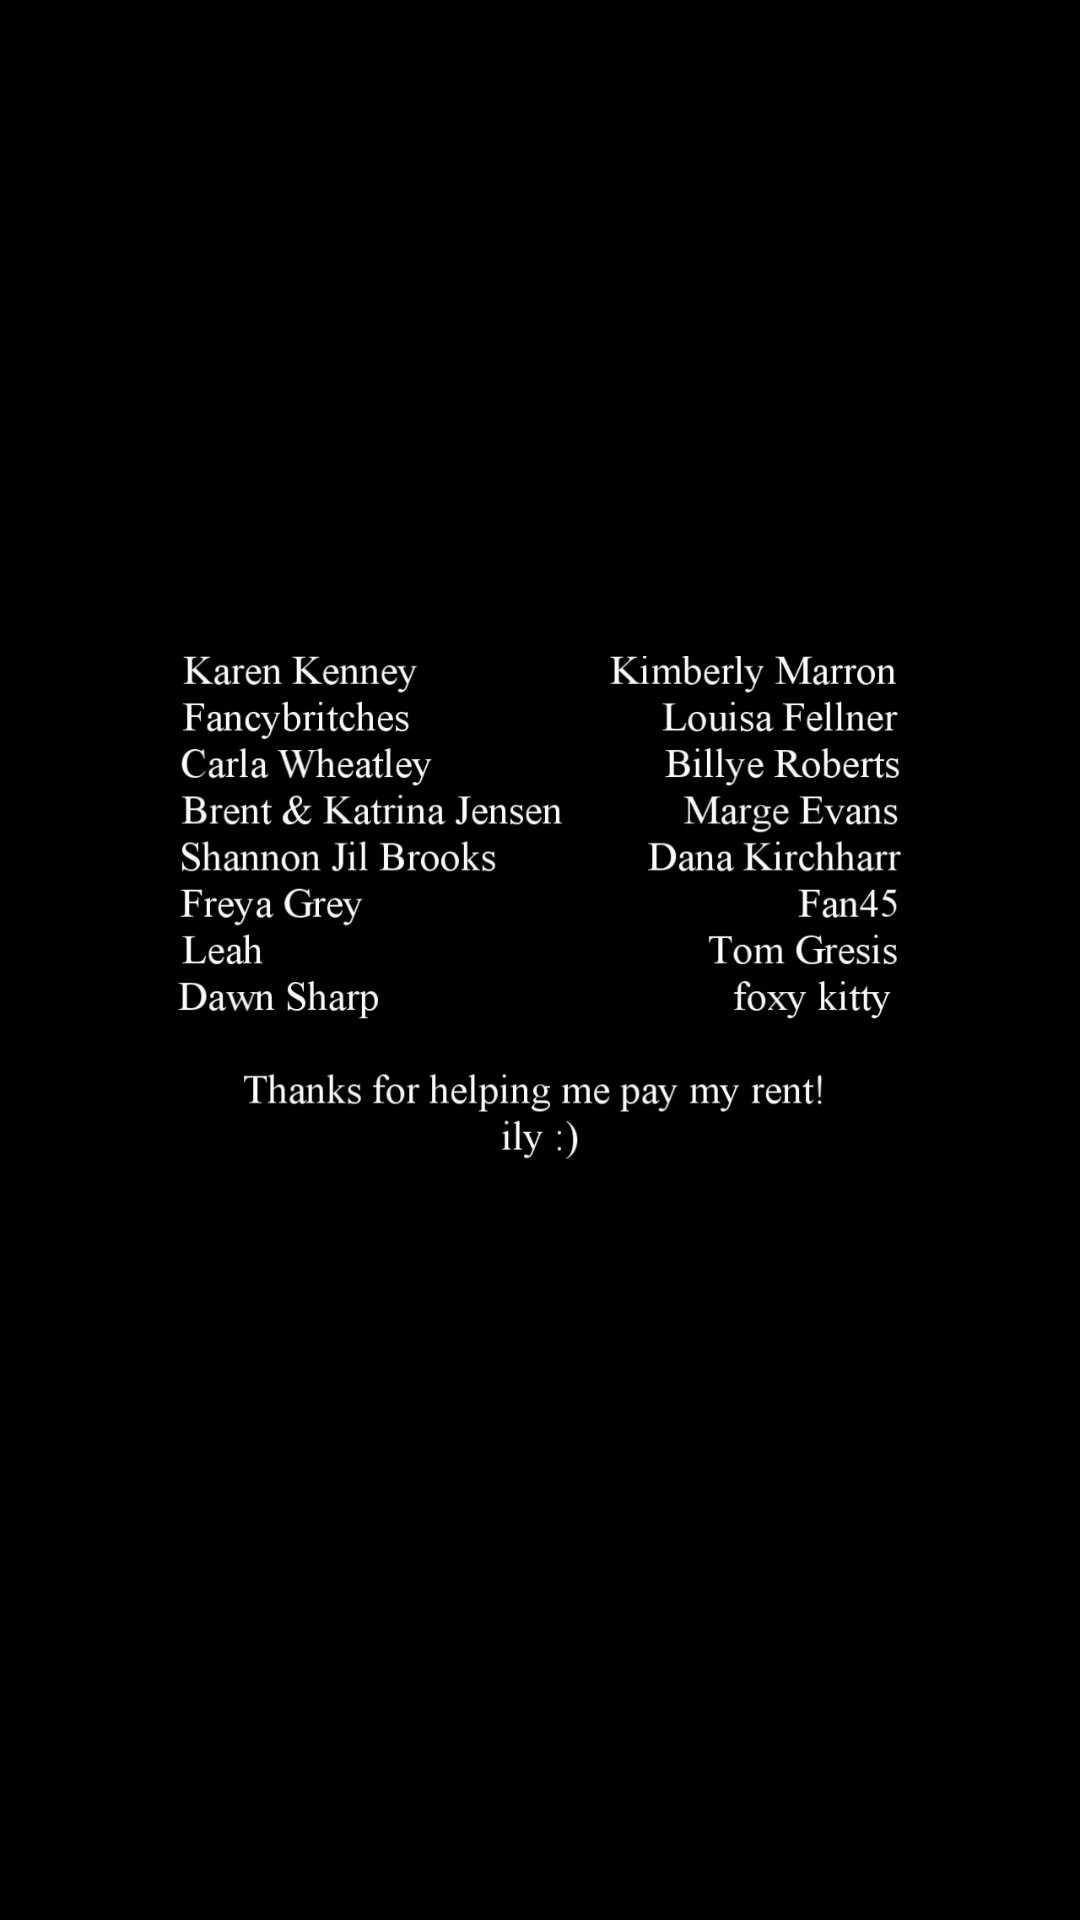 Karen Kenney Kimberly Marron
Fancybritches Louisa Fellner
Carla Wheatley Billye Roberts
Brent & Katrina Jensen Marge Evans
Shannon Jil Brooks Dana Kirchharr
Freya Grey Fan45
Leah Tom Gresis
Dawn Sharp foxy kitty
Thanks for helping me pay my rent!
ily :)